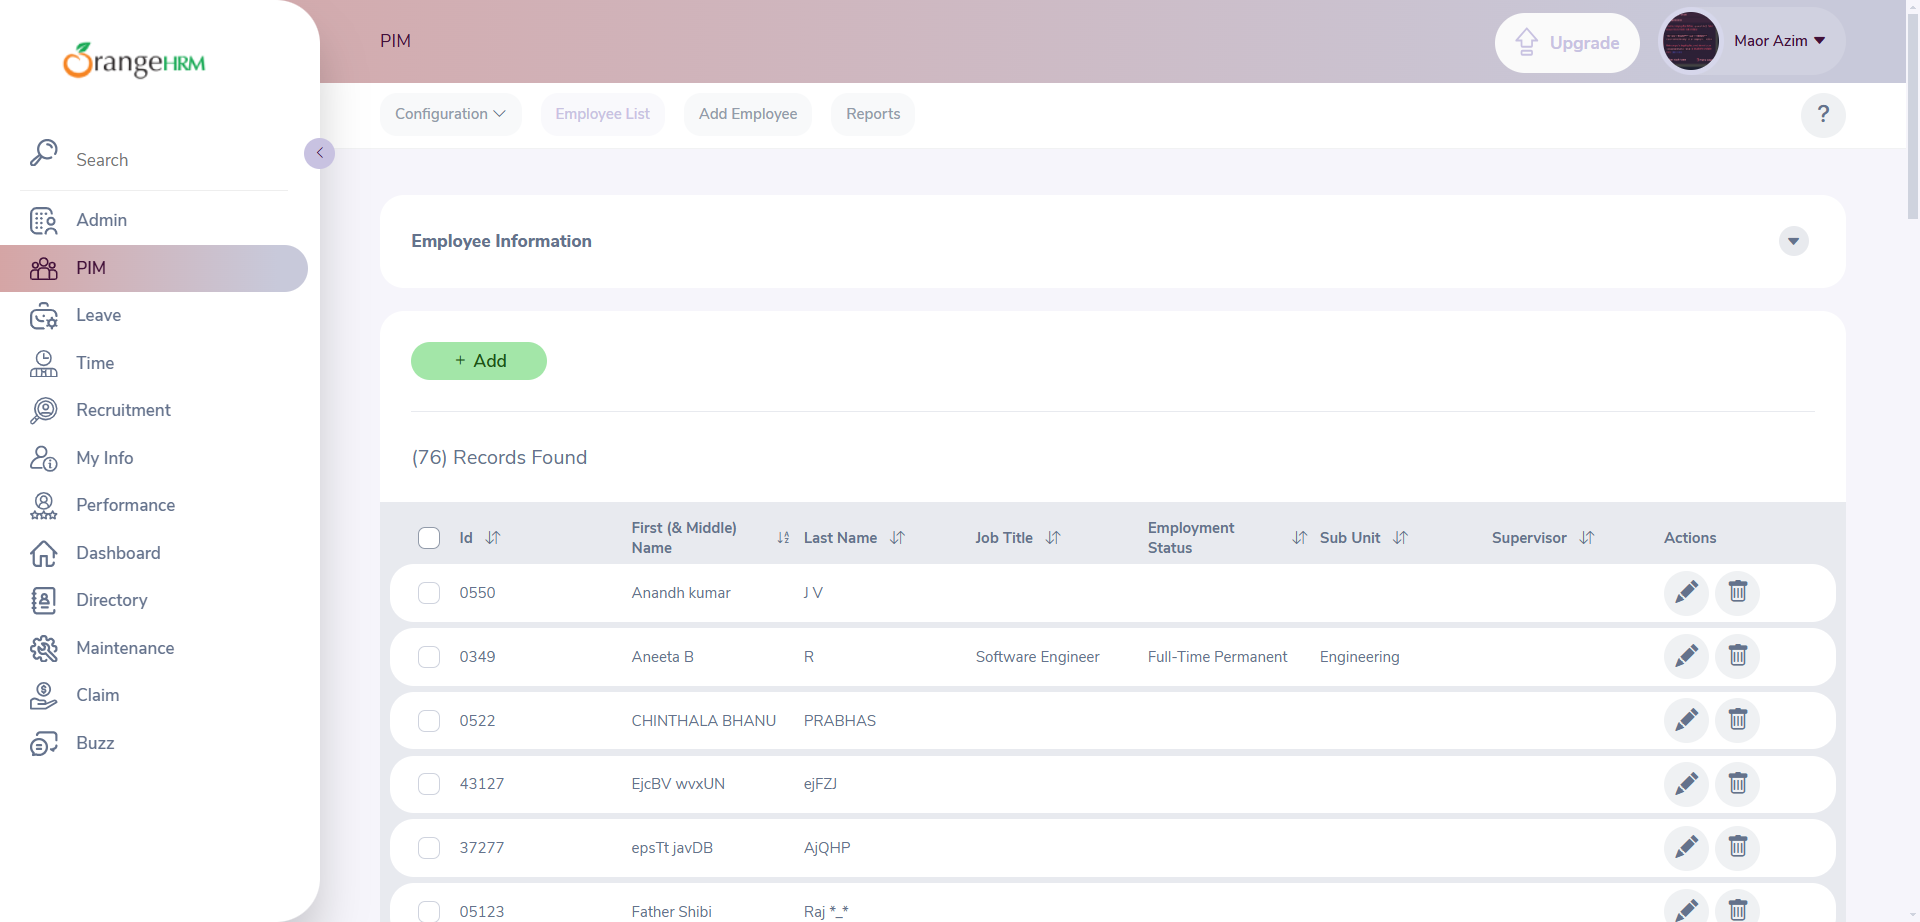 OrangeHRM
PIM
Upgrade
Maor Azim
Configuration
Employee List
Add Employee
Reports
?
Search
Admin
PIM
Leave
Time
Recruitment
My Info
Performance
Dashboard
Directory
Maintenance
Claim
Buzz
Employee Information
+ Add
(76) Records Found
Id First (& Middle) Name Last Name Job Title Employment Status Sub Unit Supervisor Actions
0550 Anandh kumar J V
0349 Aneeta B R Software Engineer Full-Time Permanent Engineering
0522 CHINTHALA BHANU PRABHAS
43127 EjcBV wvxUN ejFZJ
37277 epsTt javDB AjQHP
05123 Father Shibi Raj *_*